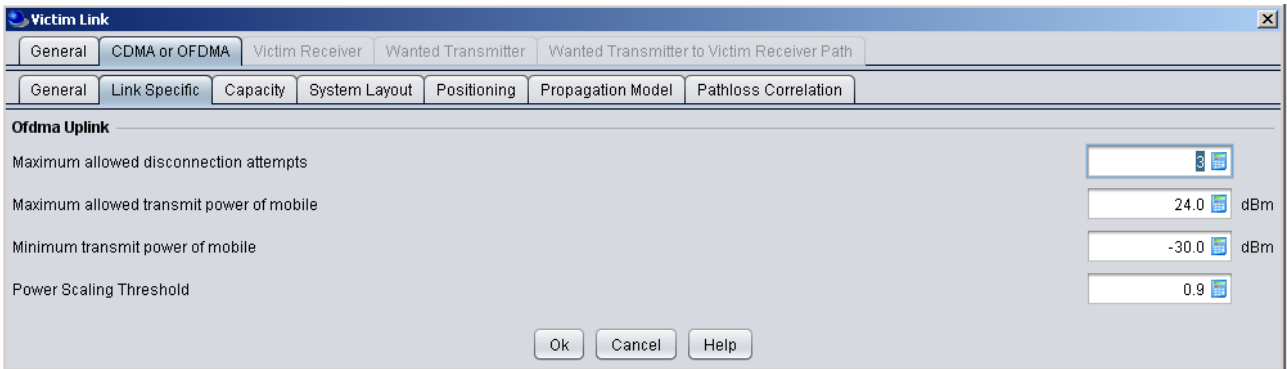 Victim Link
General CDMA or OFDMA Victim Receiver Wanted Transmitter Wanted Transmitter to Victim Receiver Path
General Link Specific Capacity System Layout Positioning Propagation Model Pathloss Correlation
Ofdma Uplink
Maximum allowed disconnection attempts 3
Maximum allowed transmit power of mobile 24.0 dBm
Minimum transmit power of mobile -30.0 dBm
Power Scaling Threshold 0.9
Ok Cancel Help